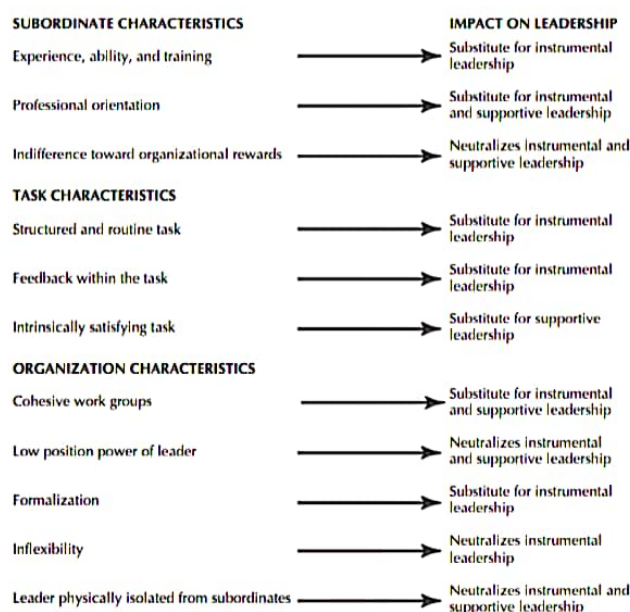 SUBORDINATE CHARACTERISTICS IMPACT ON LEADERSHIP
Experience, ability, and training Substitute for instrumental
leadership
Professional orientation Substitute for instrumental
and supportive leadership
Indifference toward organizational rewards Neutralizes instrumental and
supportive leadership
TASK CHARACTERISTICS
Structured and routine task Substitute for instrumental
leadership
Feedback within the task Substitute for instrumental
leadership
Intrinsically satisfying task Substitute for supportive
leadership
ORGANIZATION CHARACTERISTICS
Cohesive work groups Substitute for instrumental
and supportive leadership
Low position power of leader Neutralizes instrumental
and supportive leadership
Formalization Substitute for instrumental
leadership
Inflexibility Neutralizes instrumental
leadership
Leader physically isolated from subordinates Neutralizes instrumental and
supportive leadership